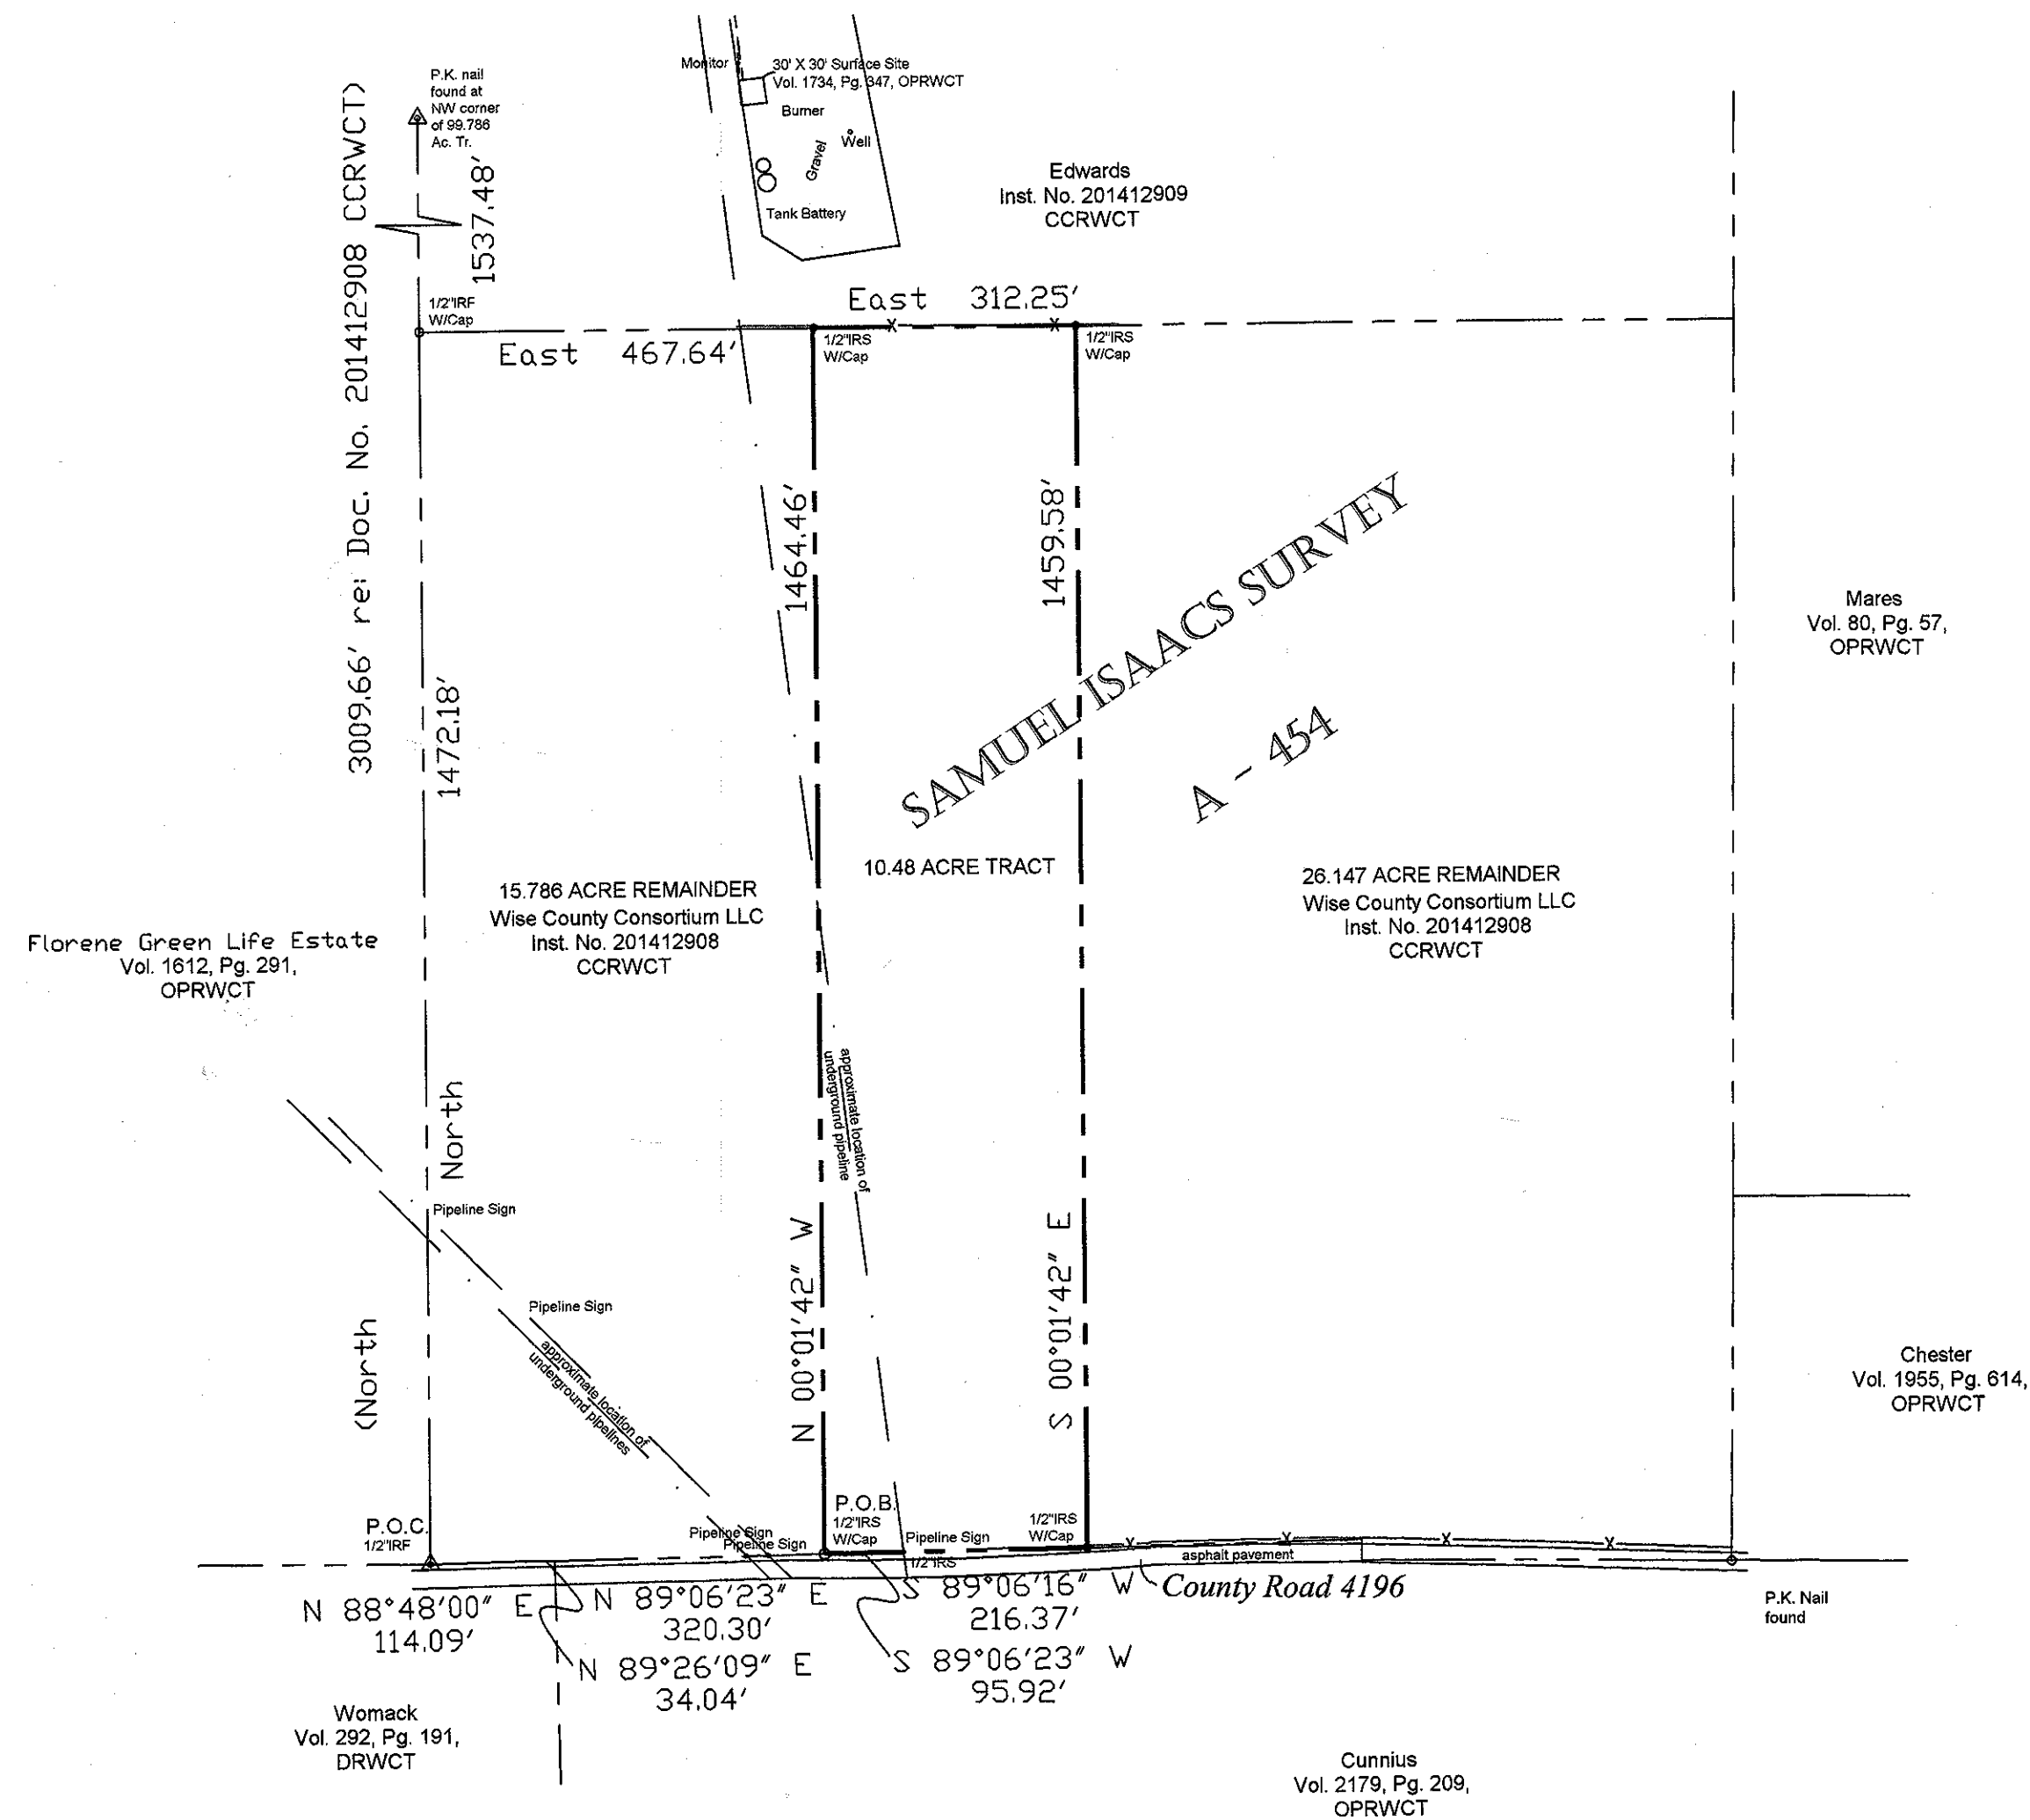 P.K. nail
found at
NW corner
of 99.786
Ac. Tr.
1537.48'
3009.66' re: Doc. No. 201412908 CCRWCT)
(North
Monitor
30' X 30' Surface Site
Vol. 1734, Pg. 347, OPRWCT
Burner
Well
Gravel
Tank Battery
Edwards
Inst. No. 201412909
CCRWCT
1/2"IRF
W/Cap
East 312.25'
East 467.64'
1/2"IRS
W/Cap
1/2"IRS
W/Cap
1472.18'
North
1464.46'
N 00°01'42" W
1459.58'
S 00°01'42" E
SAMUEL ISAACS SURVEY
A - 454
Mares
Vol. 80, Pg. 57,
OPRWCT
10.48 ACRE TRACT
15.786 ACRE REMAINDER
Wise County Consortium LLC
Inst. No. 201412908
CCRWCT
26.147 ACRE REMAINDER
Wise County Consortium LLC
Inst. No. 201412908
CCRWCT
Florene Green Life Estate
Vol. 1612, Pg. 291,
OPRWCT
approximate location of
underground pipeline
Pipeline Sign
Pipeline Sign
approximate location of
underground pipelines
Chester
Vol. 1955, Pg. 614,
OPRWCT
P.O.C.
1/2"IRF
Pipeline Sign
Pipeline Sign
P.O.B.
1/2"IRS
W/Cap
Pipeline Sign
1/2"IRS
1/2"IRS
W/Cap
X
X
X
X
X
X
asphalt pavement
County Road 4196
P.K. Nail
found
N 88°48'00" E
114.09'
N 89°06'23" E
320.30'
S 89°06'16" W
216.37'
N 89°26'09" E
34.04'
S 89°06'23" W
95.92'
Womack
Vol. 292, Pg. 191,
DRWCT
Cunnius
Vol. 2179, Pg. 209,
OPRWCT